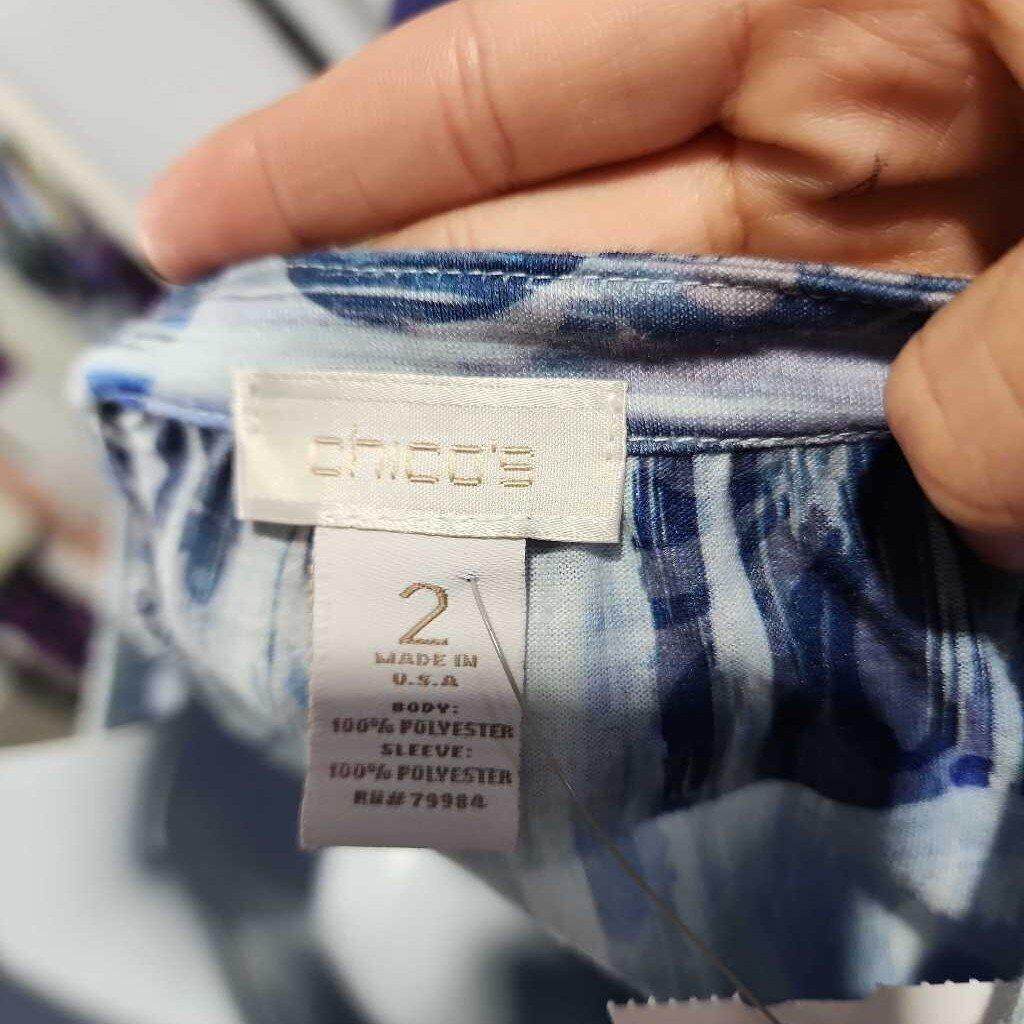 chico's
2
MADE IN
U.S.A
BODY:
100% POLYESTER
SLEEVE:
100% POLYESTER
RN# 79984